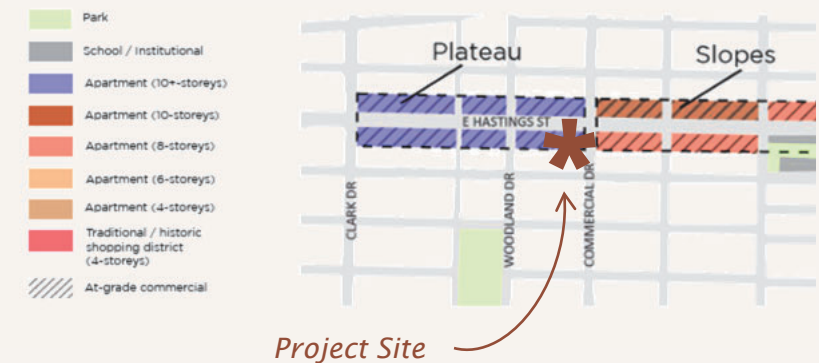 Park
School / Institutional
Apartment (10+-storeys)
Apartment (10-storeys)
Apartment (8-storeys)
Apartment (6-storeys)
Apartment (4-storeys)
Traditional / historic
shopping district
(4-storeys)
At-grade commercial
Plateau
Slopes
E HASTINGS ST
CLARK DR
WOODLAND DR
COMMERCIAL DR
Project Site